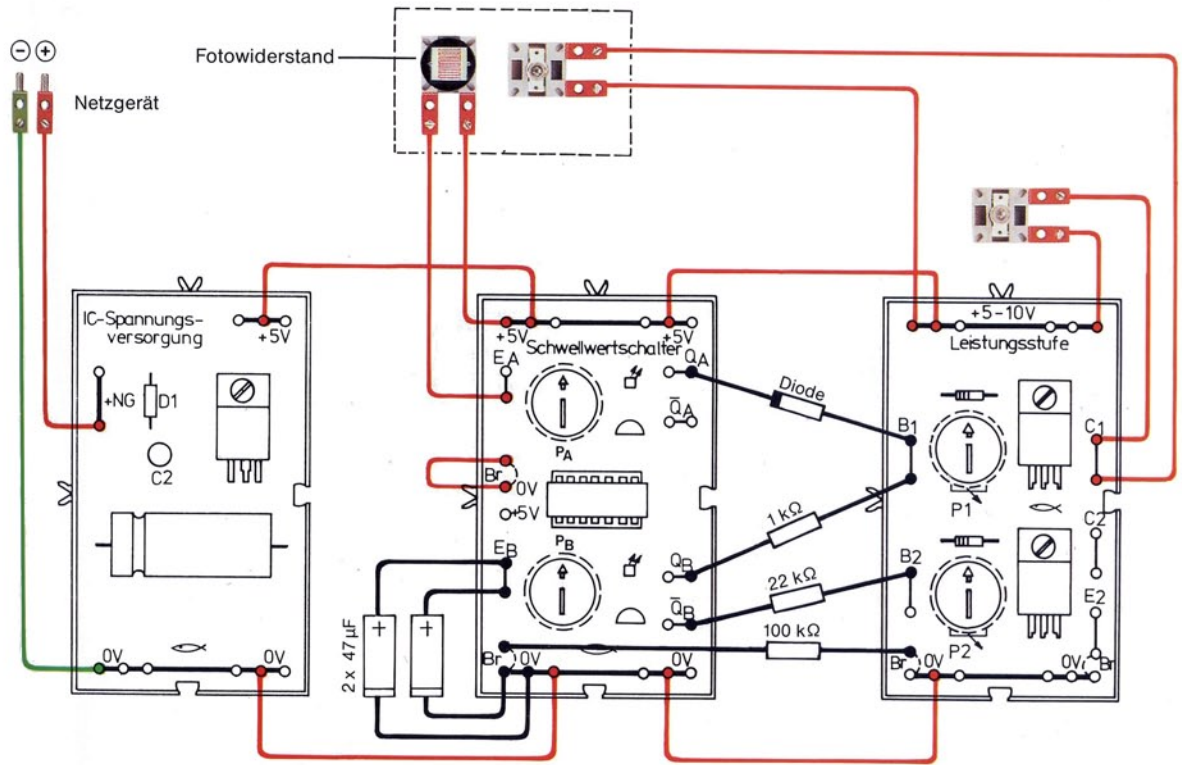 − +
Netzgerät
Fotowiderstand
IC-Spannungs-
versorgung
+5V
+NG
D1
C2
0V
+5V
+5V
Schwellwertschalter
EA
QA
Q̅A
PA
Br
0V
+5V
PB
EB
QB
Q̅B
Br
0V
0V
2 x 47 µF
+
+
Diode
1 kΩ
22 kΩ
100 kΩ
+5-10V
Leistungsstufe
B1
C1
P1
C2
B2
E2
P2
Br
0V
0V
Br